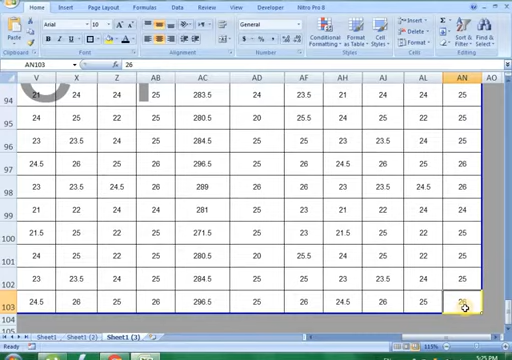 Home Insert Page Layout Formulas Data Review View Developer Nitro Pro 8
Paste
Arial 10
General
Conditional Formatting Format as Table Cell Styles
Insert
Delete
Format
Sort & Filter Find & Select
Clipboard Font Alignment Number Styles Cells Editing
AN103 26
V X Z AB AC AD AF AH AJ AL AN AO
94 21 24 24 25 283.5 24 23.5 21 24 24 25
95 24 25 22 25 280.5 20 25.5 24 25 22 25
96 23 23.5 24 25 284.5 25 25 23 23.5 24 25
97 24.5 26 25 26 296.5 25 26 24.5 26 25 26
98 23 23.5 24.5 26 289 26 26 23 23.5 24.5 26
99 21 22 24 24 281 25 23 21 22 24 24
100 21.5 25 22 25 271.5 25 23 21.5 25 22 25
101 24 25 22 25 280.5 20 25.5 24 25 22 25
102 23 23.5 24 25 284.5 25 25 23 23.5 24 25
103 24.5 26 25 26 296.5 25 26 24.5 26 25 26
104
105
Sheet1 Sheet1 (2) Sheet1 (3)
Ready 115%
5:25 PM